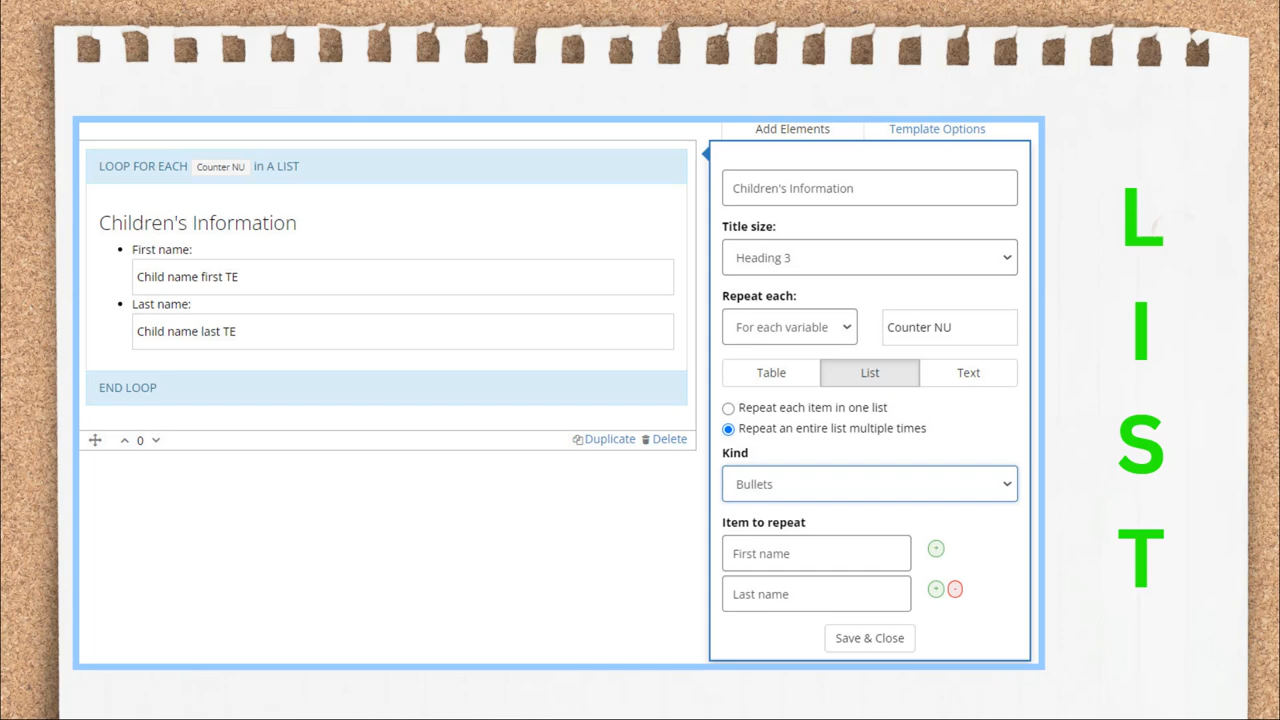 Add Elements Template Options
LOOP FOR EACH Counter NU in A LIST
Children's Information
First name:
Child name first TE
Last name:
Child name last TE
END LOOP
0 Duplicate Delete
Children's Information
Title size:
Heading 3
Repeat each:
For each variable Counter NU
Table List Text
Repeat each item in one list
Repeat an entire list multiple times
Kind
Bullets
Item to repeat
First name +
Last name + -
Save & Close
L
I
S
T